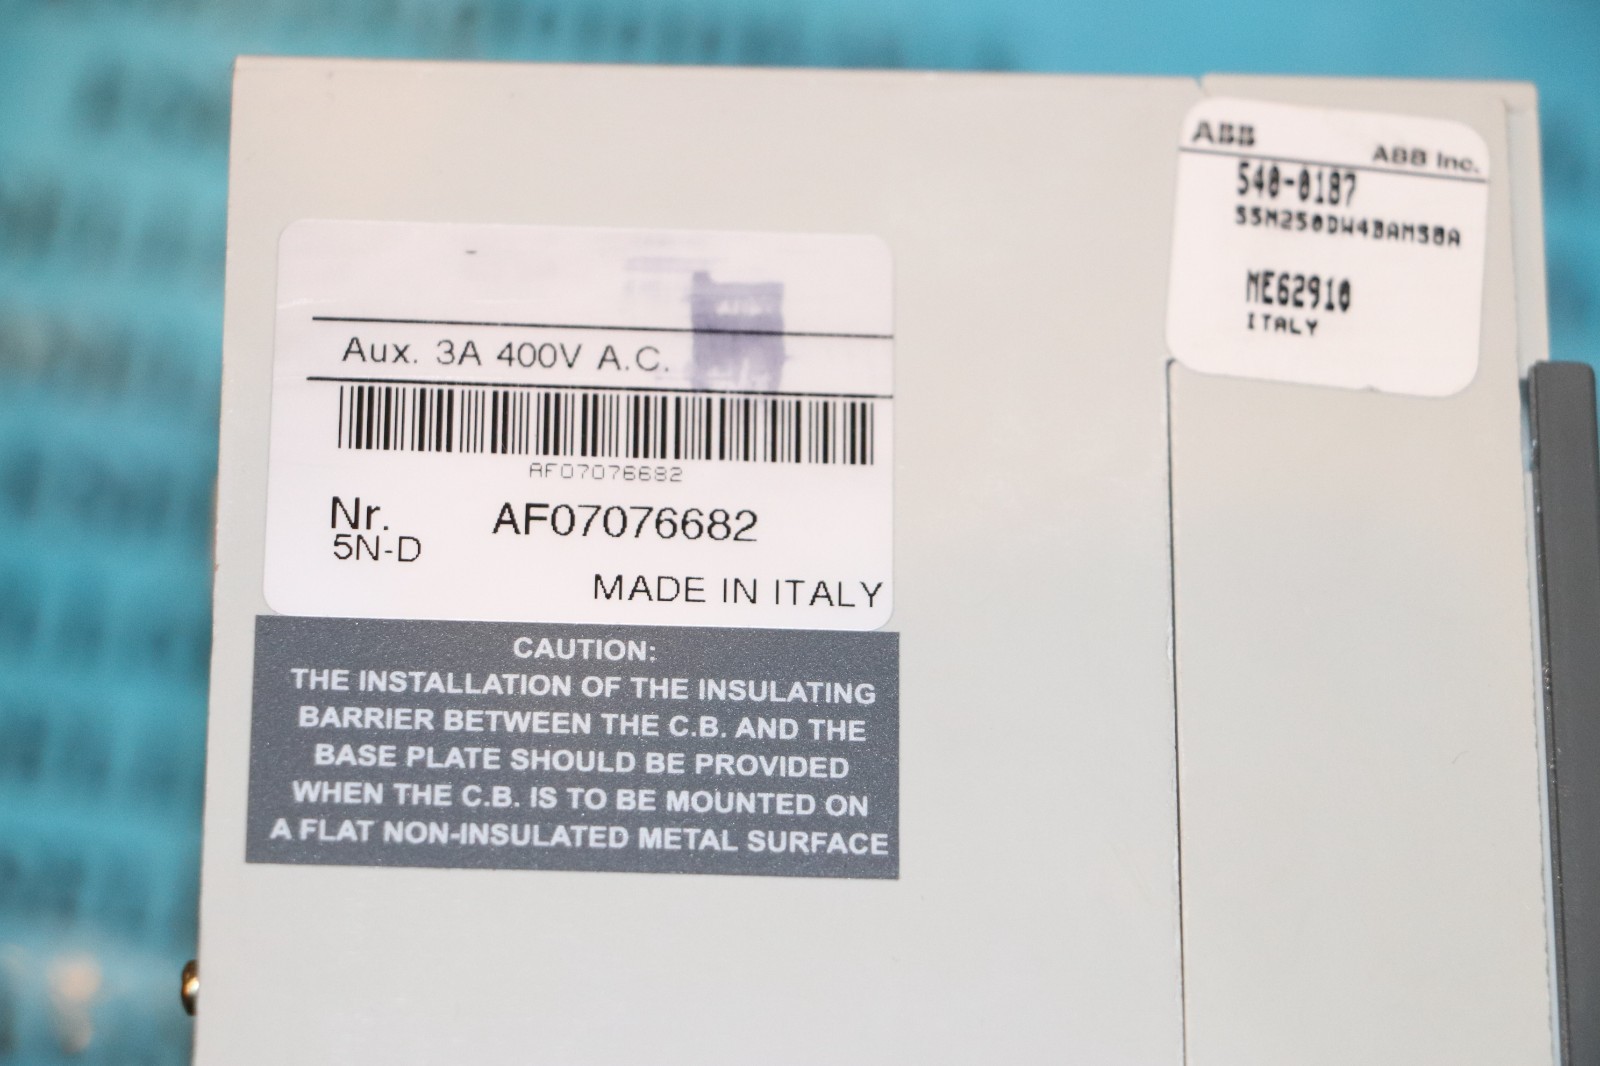 ABB
ABB Inc.
540-0187
S5N250DW4BAMS8A
ME62910
ITALY
Aux. 3A 400V A.C.
AF07076682
Nr. AF07076682
5N-D
MADE IN ITALY
CAUTION:
THE INSTALLATION OF THE INSULATING
BARRIER BETWEEN THE C.B. AND THE
BASE PLATE SHOULD BE PROVIDED
WHEN THE C.B. IS TO BE MOUNTED ON
A FLAT NON-INSULATED METAL SURFACE